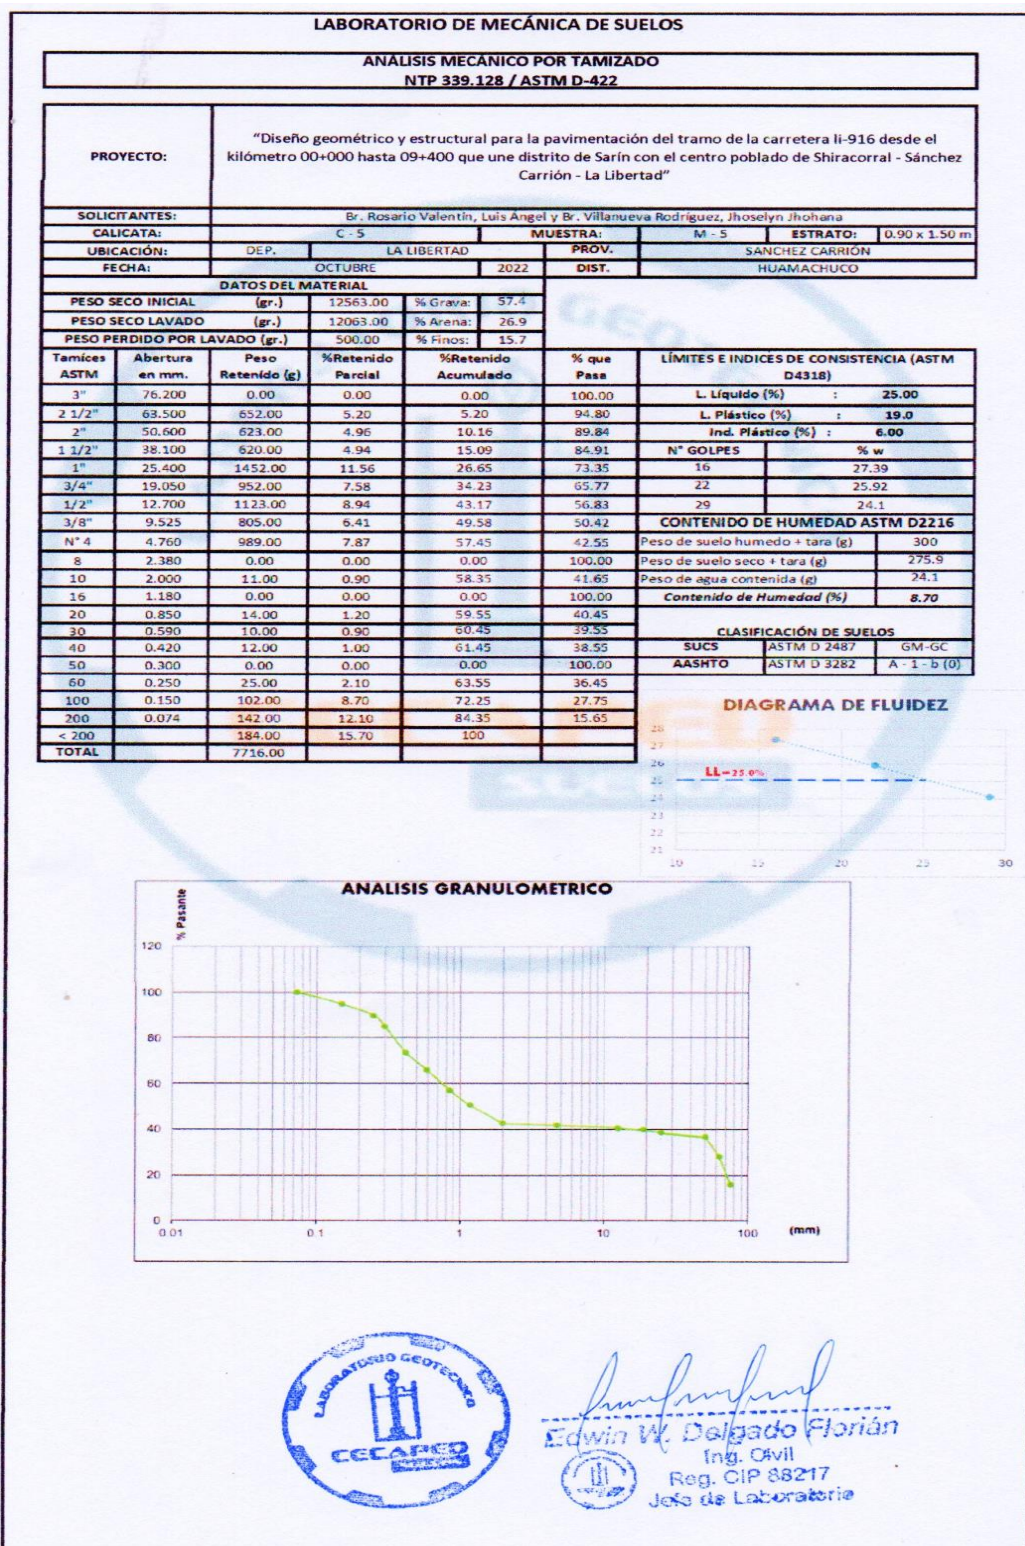 LABORATORIO DE MECÁNICA DE SUELOS
ANÁLISIS MECÁNICO POR TAMIZADO
NTP 339.128 / ASTM D-422
PROYECTO:
"Diseño geométrico y estructural para la pavimentación del tramo de la carretera li-916 desde el
kilómetro 00+000 hasta 09+400 que une distrito de Sarín con el centro poblado de Shiracorral - Sánchez
Carrión - La Libertad"
SOLICITANTES: Br. Rosario Valentín, Luis Ángel y Br. Villanueva Rodríguez, Jhoselyn Jhohana
CALICATA: C - 5 MUESTRA: M - 5 ESTRATO: 0.90 x 1.50 m
UBICACIÓN: DEP. LA LIBERTAD PROV. SANCHEZ CARRIÓN
FECHA: OCTUBRE 2022 DIST. HUAMACHUCO
DATOS DEL MATERIAL
PESO SECO INICIAL (gr.) 12563.00 % Grava: 57.4
PESO SECO LAVADO (gr.) 12063.00 % Arena: 26.9
PESO PERDIDO POR LAVADO (gr.) 500.00 % Finos: 15.7
Tamices ASTM Abertura en mm. Peso Retenido (g) %Retenido Parcial %Retenido Acumulado % que Pasa
3" 76.200 0.00 0.00 0.00 100.00
2 1/2" 63.500 652.00 5.20 5.20 94.80
2" 50.600 623.00 4.96 10.16 89.84
1 1/2" 38.100 620.00 4.94 15.09 84.91
1" 25.400 1452.00 11.56 26.65 73.35
3/4" 19.050 952.00 7.58 34.23 65.77
1/2" 12.700 1123.00 8.94 43.17 56.83
3/8" 9.525 805.00 6.41 49.58 50.42
N° 4 4.760 989.00 7.87 57.45 42.55
8 2.380 0.00 0.00 0.00 100.00
10 2.000 11.00 0.90 58.35 41.65
16 1.180 0.00 0.00 0.00 100.00
20 0.850 14.00 1.20 59.55 40.45
30 0.590 10.00 0.90 60.45 39.55
40 0.420 12.00 1.00 61.45 38.55
50 0.300 0.00 0.00 0.00 100.00
60 0.250 25.00 2.10 63.55 36.45
100 0.150 102.00 8.70 72.25 27.75
200 0.074 142.00 12.10 84.35 15.65
< 200 184.00 15.70 100
TOTAL 7716.00
LÍMITES E INDICES DE CONSISTENCIA (ASTM
D4318)
L. Líquido (%) : 25.00
L. Plástico (%) : 19.0
Ind. Plástico (%) : 6.00
N° GOLPES % w
16 27.39
22 25.92
29 24.1
CONTENIDO DE HUMEDAD ASTM D2216
Peso de suelo humedo + tara (g) 300
Peso de suelo seco + tara (g) 275.9
Peso de agua contenida (g) 24.1
Contenido de Humedad (%) 8.70
CLASIFICACIÓN DE SUELOS
SUCS ASTM D 2487 GM-GC
AASHTO ASTM D 3282 A - 1 - b (0)
DIAGRAMA DE FLUIDEZ
28
26
25
24
23
22
21
LL=25.0%
10 15 20 25 30
ANALISIS GRANULOMETRICO
% Pasante
120
100
80
60
40
20
0
0.01 0.1 1 10 100 (mm)
LABORATORIO GEOTECNICO
CECAPED
Edwin W. Delgado Florián
Ing. Civil
Reg. CIP 88217
Jefe de Laboratorio